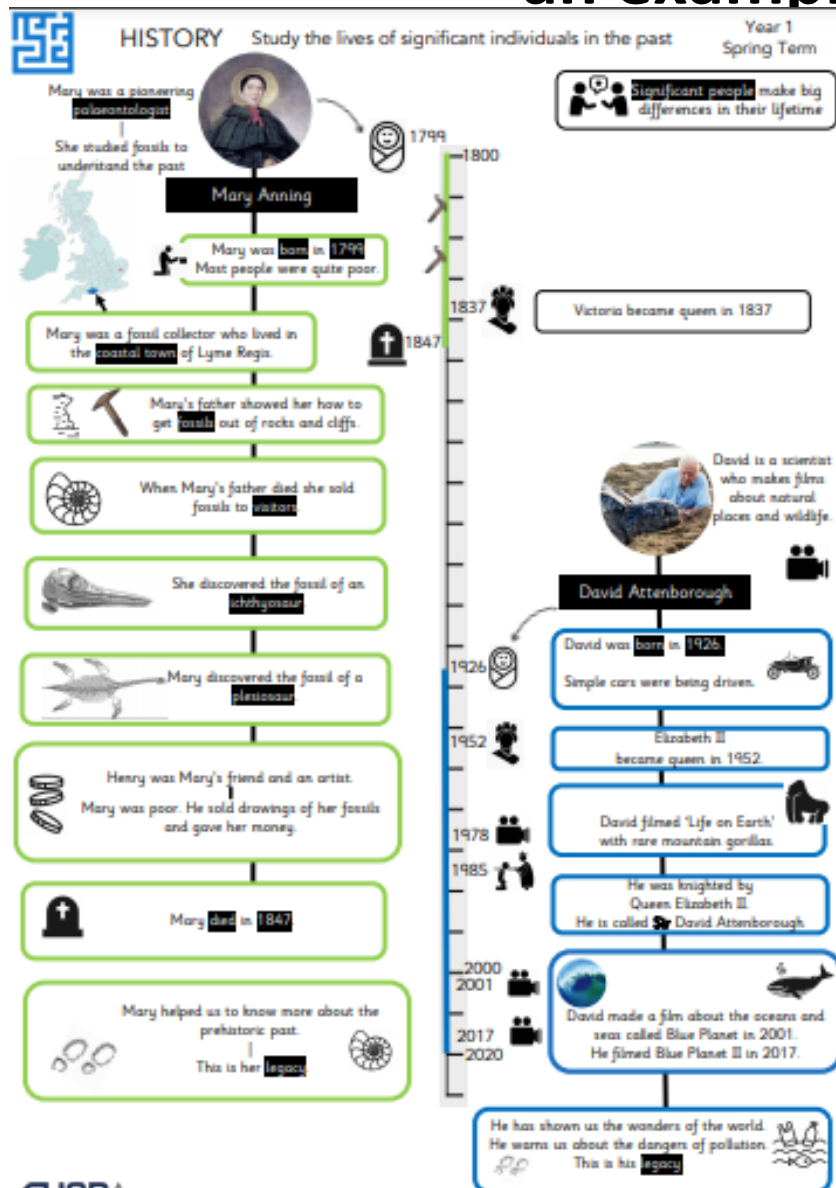 an exampl
HISTORY
Study the lives of significant individuals in the past
Year 1
Spring Term
Mary was a pioneering
palaeontologist
She studied fossils to
understand the past
Significant people make big
differences in their lifetime
1799
1800
Mary Anning
Mary was born in 1799
Most people were quite poor.
1837
Victoria became queen in 1837
Mary was a fossil collector who lived in
the coastal town of Lyme Regis.
1847
Mary's father showed her how to
get fossils out of rocks and cliffs.
When Mary's father died she sold
fossils to visitors.
She discovered the fossil of an
ichthyosaur
Mary discovered the fossil of a
plesiosaur.
Henry was Mary's friend and an artist.
Mary was poor. He sold drawings of her fossils
and gave her money.
Mary died in 1847.
Mary helped us to know more about the
prehistoric past.
This is her legacy.
David is a scientist
who makes films
about natural
places and wildlife.
David Attenborough
1926
David was born in 1926.
Simple cars were being driven.
1952
Elizabeth II
became queen in 1952.
1978
David filmed 'Life on Earth'
with rare mountain gorillas.
1985
He was knighted by
Queen Elizabeth II.
He is called Sir David Attenborough
2000
2001
2017
2020
David made a film about the oceans and
seas called Blue Planet in 2001.
He filmed Blue Planet II in 2017.
He has shown us the wonders of the world.
He warns us about the dangers of pollution.
This is his legacy